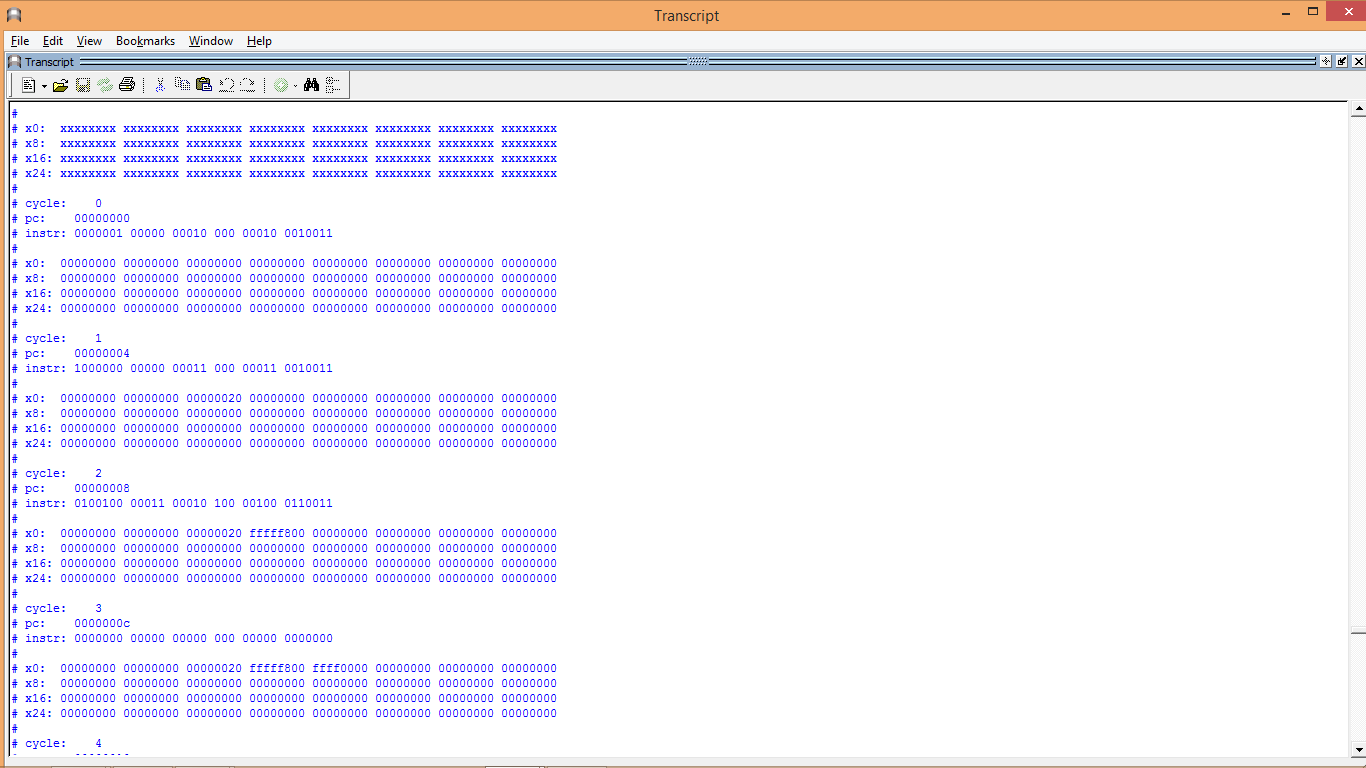 Transcript
File Edit View Bookmarks Window Help
Transcript
#
# x0:  xxxxxxxx xxxxxxxx xxxxxxxx xxxxxxxx xxxxxxxx xxxxxxxx xxxxxxxx xxxxxxxx
# x8:  xxxxxxxx xxxxxxxx xxxxxxxx xxxxxxxx xxxxxxxx xxxxxxxx xxxxxxxx xxxxxxxx
# x16: xxxxxxxx xxxxxxxx xxxxxxxx xxxxxxxx xxxxxxxx xxxxxxxx xxxxxxxx xxxxxxxx
# x24: xxxxxxxx xxxxxxxx xxxxxxxx xxxxxxxx xxxxxxxx xxxxxxxx xxxxxxxx xxxxxxxx
#
# cycle:    0
# pc:    00000000
# instr: 0000001 00000 00010 000 00010 0010011
#
# x0:  00000000 00000000 00000000 00000000 00000000 00000000 00000000 00000000
# x8:  00000000 00000000 00000000 00000000 00000000 00000000 00000000 00000000
# x16: 00000000 00000000 00000000 00000000 00000000 00000000 00000000 00000000
# x24: 00000000 00000000 00000000 00000000 00000000 00000000 00000000 00000000
#
# cycle:    1
# pc:    00000004
# instr: 1000000 00000 00011 000 00011 0010011
#
# x0:  00000000 00000000 00000020 00000000 00000000 00000000 00000000 00000000
# x8:  00000000 00000000 00000000 00000000 00000000 00000000 00000000 00000000
# x16: 00000000 00000000 00000000 00000000 00000000 00000000 00000000 00000000
# x24: 00000000 00000000 00000000 00000000 00000000 00000000 00000000 00000000
#
# cycle:    2
# pc:    00000008
# instr: 0100100 00011 00010 100 00100 0110011
#
# x0:  00000000 00000000 00000020 fffff800 00000000 00000000 00000000 00000000
# x8:  00000000 00000000 00000000 00000000 00000000 00000000 00000000 00000000
# x16: 00000000 00000000 00000000 00000000 00000000 00000000 00000000 00000000
# x24: 00000000 00000000 00000000 00000000 00000000 00000000 00000000 00000000
#
# cycle:    3
# pc:    0000000c
# instr: 0000000 00000 00000 000 00000 0000000
#
# x0:  00000000 00000000 00000020 fffff800 ffff0000 00000000 00000000 00000000
# x8:  00000000 00000000 00000000 00000000 00000000 00000000 00000000 00000000
# x16: 00000000 00000000 00000000 00000000 00000000 00000000 00000000 00000000
# x24: 00000000 00000000 00000000 00000000 00000000 00000000 00000000 00000000
#
# cycle:    4